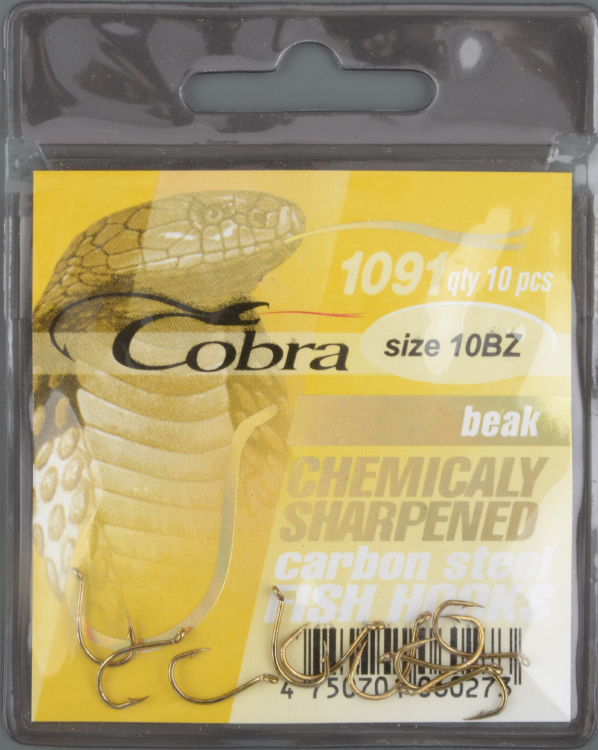 1091 qty 10 pcs
Cobra
size 10BZ
beak
CHEMICALY
SHARPENED
carbon steel
FISH HOOKS